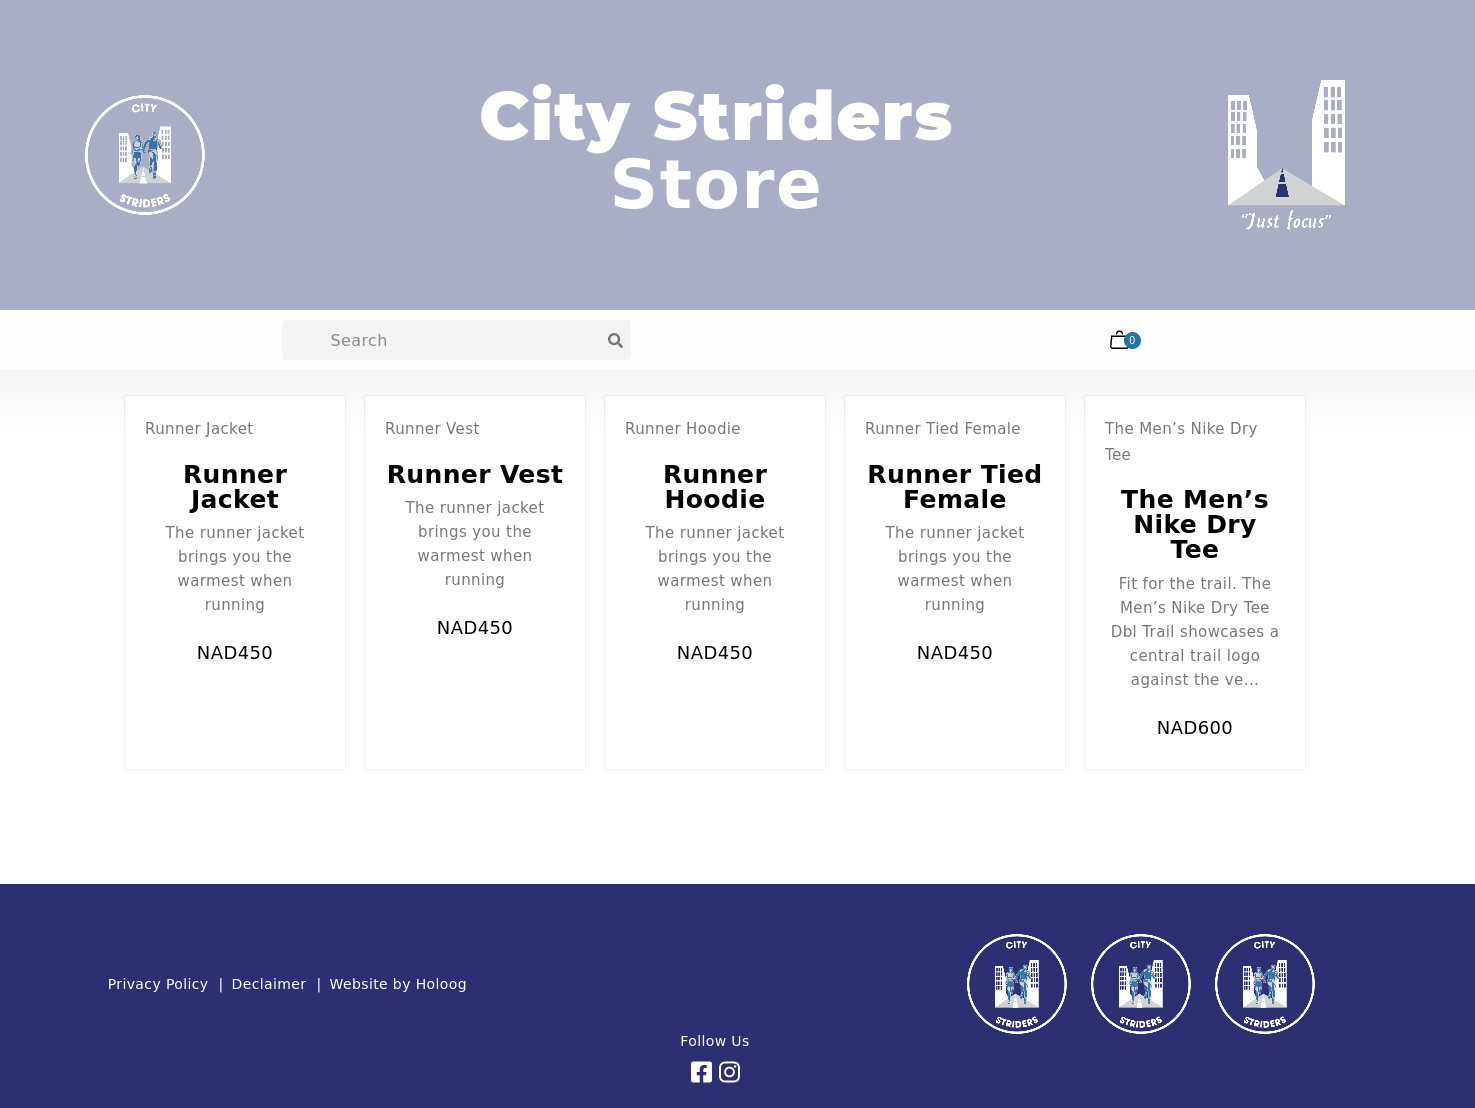 CITY
STRIDERS
City Striders
Store
"Just focus"
Search
0
Runner Jacket
Runner
Jacket
The runner jacket
brings you the
warmest when
running
NAD450
Runner Vest
Runner Vest
The runner jacket
brings you the
warmest when
running
NAD450
Runner Hoodie
Runner
Hoodie
The runner jacket
brings you the
warmest when
running
NAD450
Runner Tied Female
Runner Tied
Female
The runner jacket
brings you the
warmest when
running
NAD450
The Men’s Nike Dry
Tee
The Men’s
Nike Dry
Tee
Fit for the trail. The
Men’s Nike Dry Tee
Dbl Trail showcases a
central trail logo
against the ve...
NAD600
Privacy Policy | Declaimer | Website by Holoog
Follow Us
CITY
STRIDERS
CITY
STRIDERS
CITY
STRIDERS